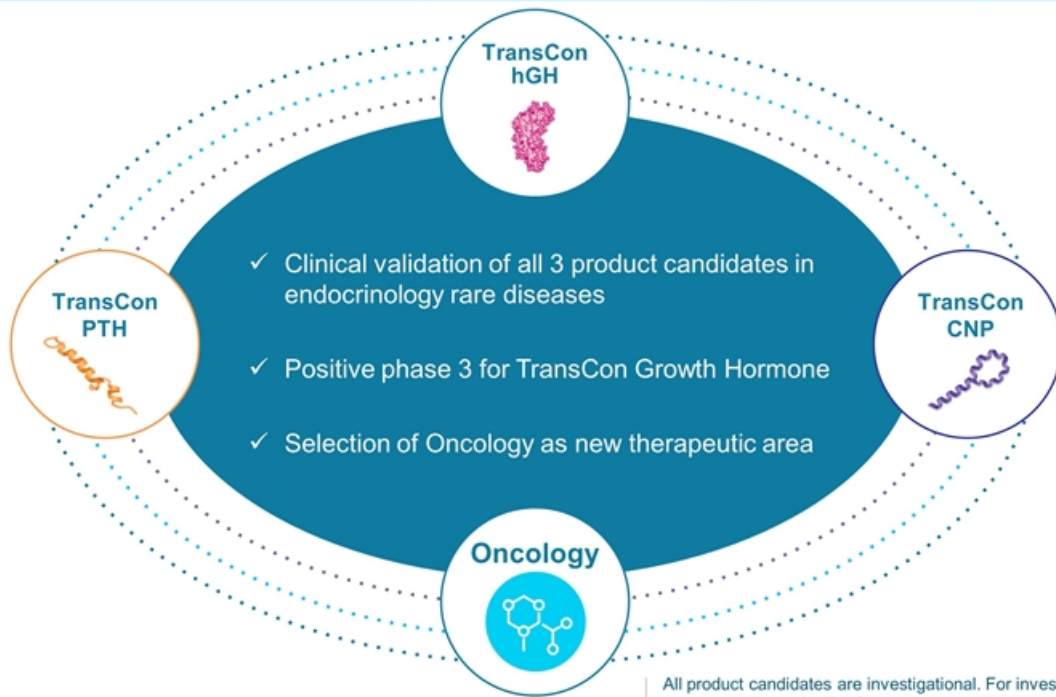 TransCon
hGH
TransCon
PTH
✓ Clinical validation of all 3 product candidates in
endocrinology rare diseases
✓ Positive phase 3 for TransCon Growth Hormone
✓ Selection of Oncology as new therapeutic area
TransCon
CNP
Oncology
All product candidates are investigational. For inves